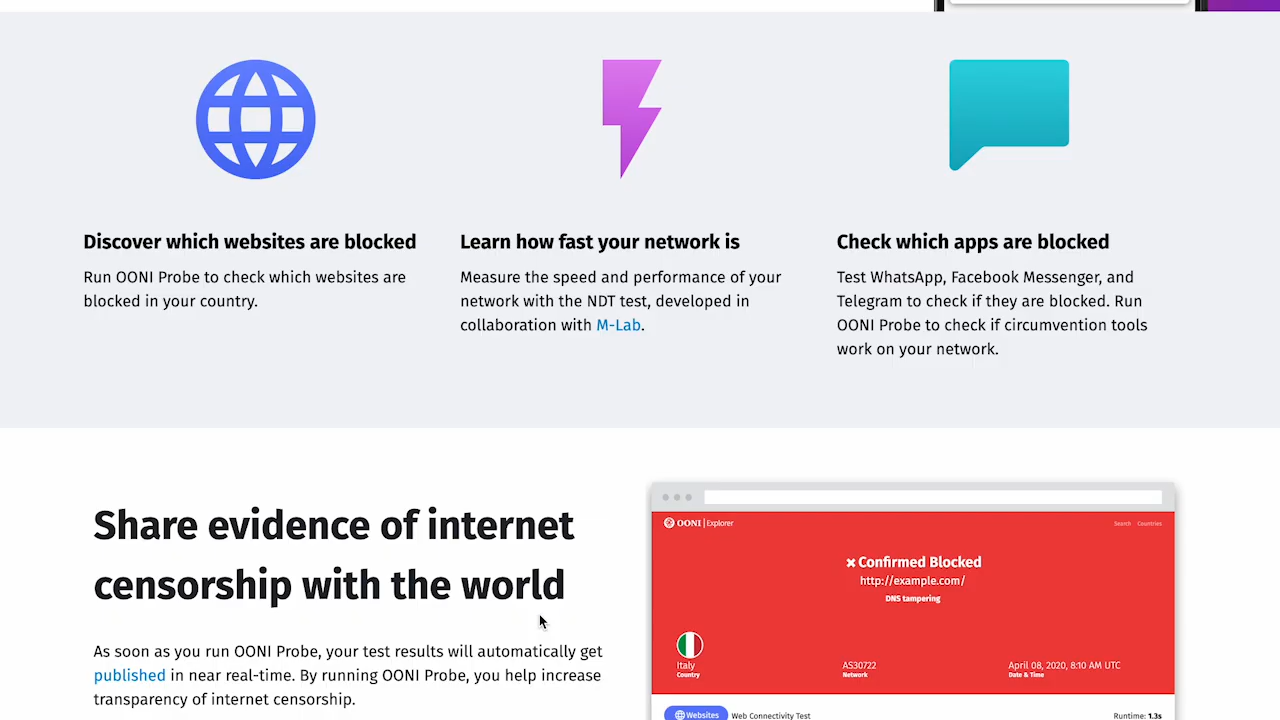 Discover which websites are blocked
Run OONI Probe to check which websites are
blocked in your country.
Learn how fast your network is
Measure the speed and performance of your
network with the NDT test, developed in
collaboration with M-Lab.
Check which apps are blocked
Test WhatsApp, Facebook Messenger, and
Telegram to check if they are blocked. Run
OONI Probe to check if circumvention tools
work on your network.
Share evidence of internet
censorship with the world
As soon as you run OONI Probe, your test results will automatically get
published in near real-time. By running OONI Probe, you help increase
transparency of internet censorship.
OONI | Explorer
Search Countries
✖ Confirmed Blocked
http://example.com/
DNS tampering
Italy
Country
AS30722
Network
April 08, 2020, 8:10 AM UTC
Date & Time
Websites Web Connectivity Test Runtime: 1.3s